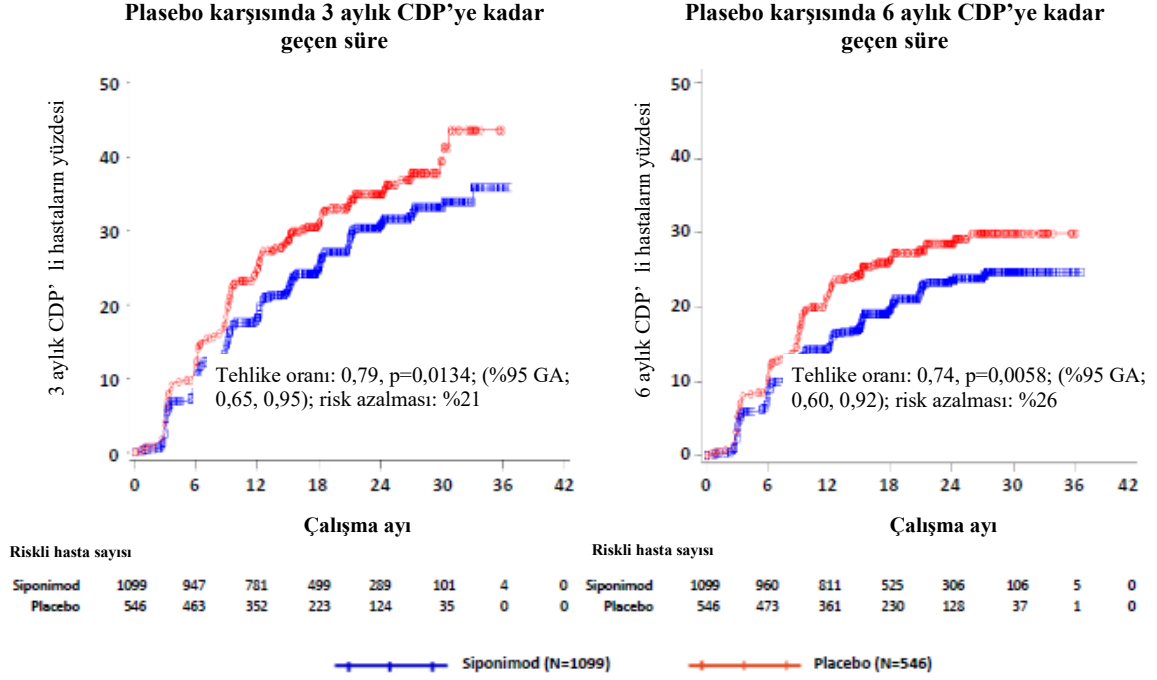 Plasebo karşısında 3 aylık CDP’ye kadar
geçen süre
3 aylık CDP’ li hastaların yüzdesi
50
40
30
20
10
0
Tehlike oranı: 0,79, p=0,0134; (%95 GA;
0,65, 0,95); risk azalması: %21
0 6 12 18 24 30 36 42
Çalışma ayı
Riskli hasta sayısı
Siponimod 1099 947 781 499 289 101 4 0
Placebo 546 463 352 223 124 35 0 0
Plasebo karşısında 6 aylık CDP’ye kadar
geçen süre
6 aylık CDP’ li hastaların yüzdesi
50
40
30
20
10
0
Tehlike oranı: 0,74, p=0,0058; (%95 GA;
0,60, 0,92); risk azalması: %26
0 6 12 18 24 30 36 42
Çalışma ayı
Riskli hasta sayısı
Siponimod 1099 960 811 525 306 106 5 0
Placebo 546 473 361 230 128 37 1 0
Siponimod (N=1099)
Placebo (N=546)